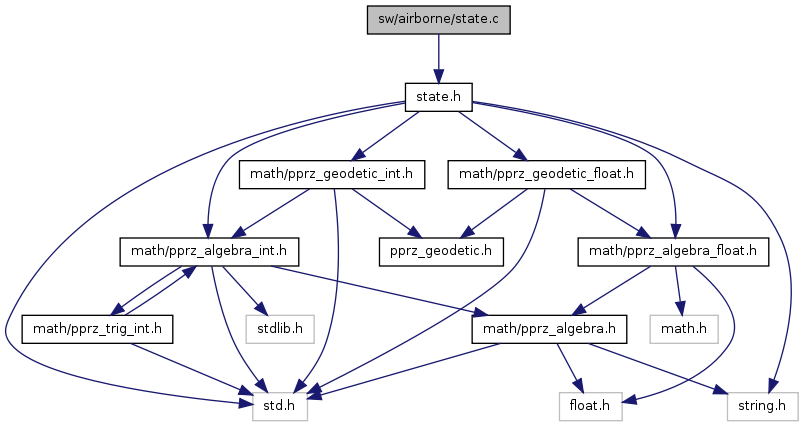 sw/airborne/state.c
state.h
math/pprz_geodetic_int.h
math/pprz_geodetic_float.h
math/pprz_algebra_int.h
pprz_geodetic.h
math/pprz_algebra_float.h
math/pprz_trig_int.h
stdlib.h
math/pprz_algebra.h
math.h
std.h
float.h
string.h